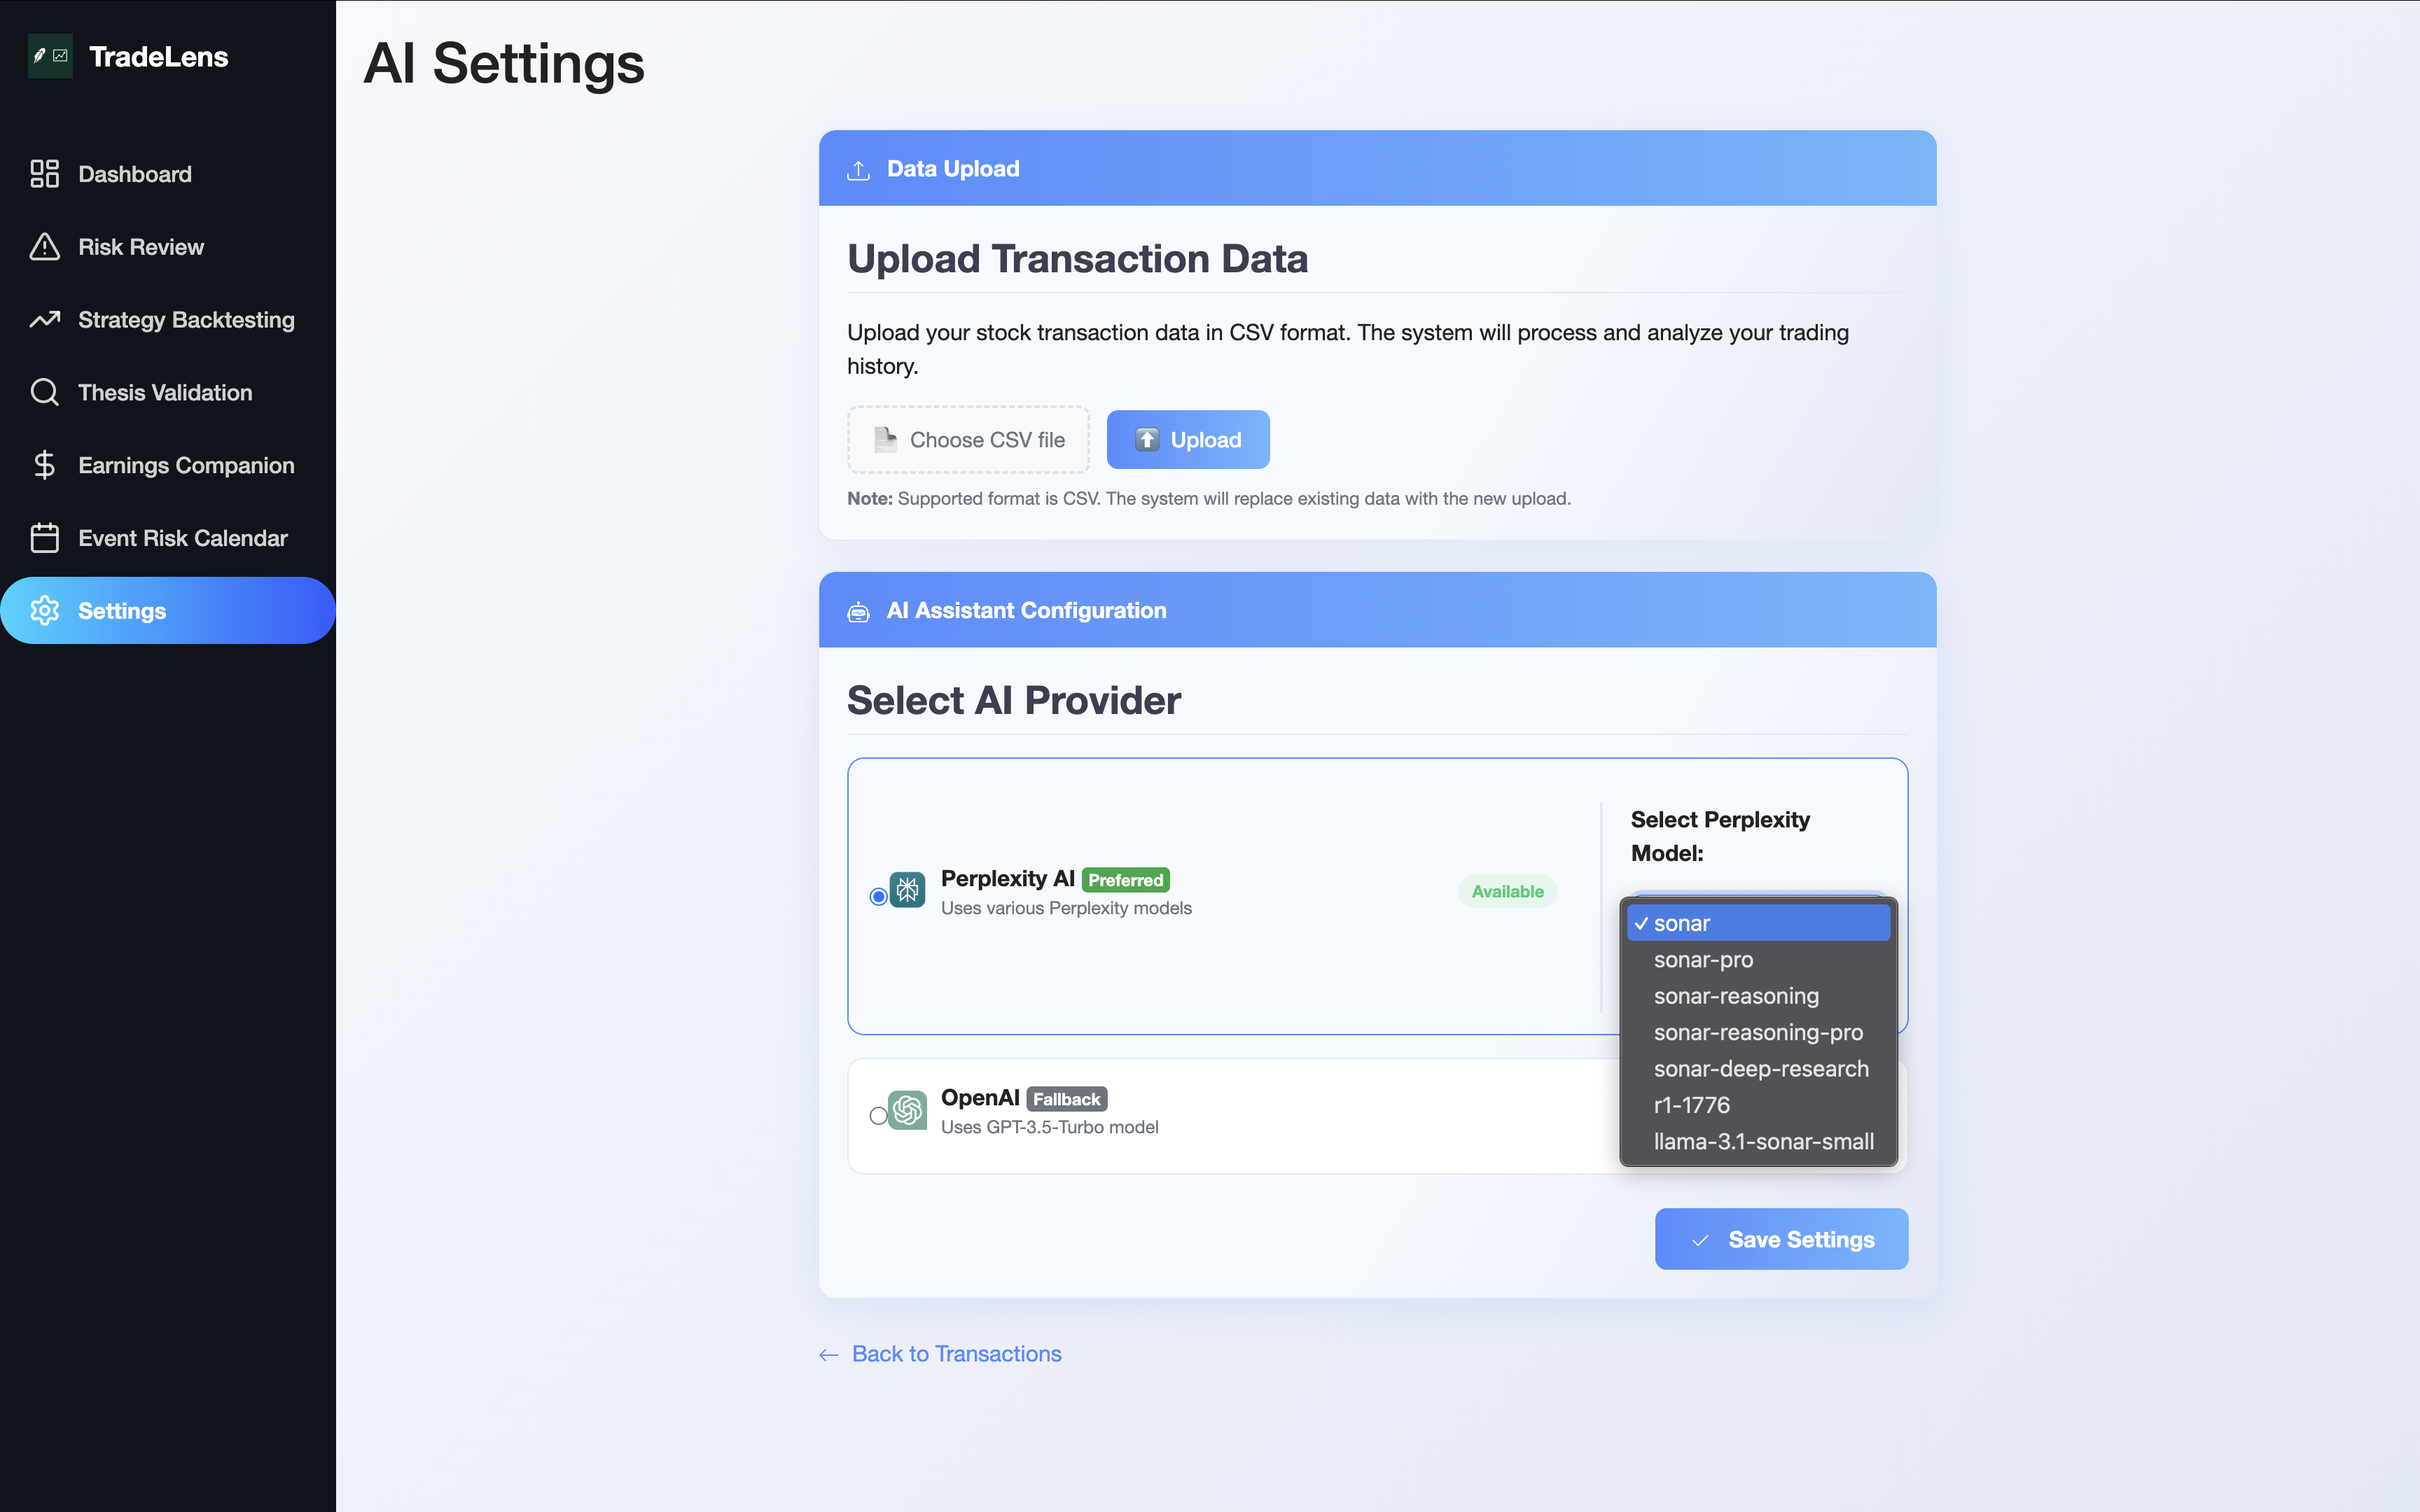 TradeLens
Dashboard
Risk Review
Strategy Backtesting
Thesis Validation
Earnings Companion
Event Risk Calendar
Settings
AI Settings
Data Upload
Upload Transaction Data
Upload your stock transaction data in CSV format. The system will process and analyze your trading
history.
Choose CSV file
Upload
Note: Supported format is CSV. The system will replace existing data with the new upload.
AI Assistant Configuration
Select AI Provider
Perplexity AI Preferred
Uses various Perplexity models
Available
Select Perplexity
Model:
✓ sonar
sonar-pro
sonar-reasoning
sonar-reasoning-pro
sonar-deep-research
r1-1776
llama-3.1-sonar-small
OpenAI Fallback
Uses GPT-3.5-Turbo model
Save Settings
← Back to Transactions